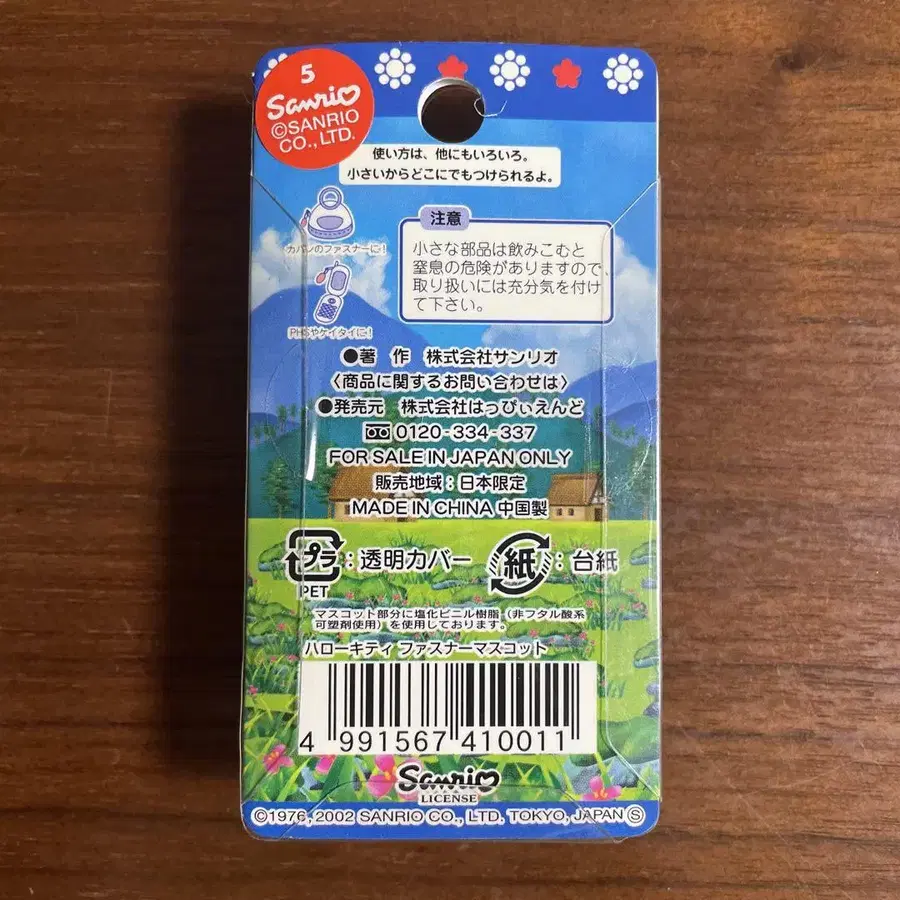 5
Sanrio
©SANRIO
CO., LTD.
使い方は、他にもいろいろ。
小さいからどこにでもつけられるよ。
カバンのファスナーに!
PHSやケイタイに!
注意
小さな部品は飲みこむと
窒息の危険がありますので、
取り扱いには充分気を付け
て下さい。
●著 作 株式会社サンリオ
〈商品に関するお問い合わせは〉
●発売元 株式会社はっぴぃえんど
0120-334-337
FOR SALE IN JAPAN ONLY
販売地域:日本限定
MADE IN CHINA 中国製
プラ:透明カバー 紙:台紙
PET
マスコット部分に塩化ビニル樹脂(非フタル酸系
可塑剤使用)を使用しております。
ハローキティ ファスナーマスコット
4 991567 410011
Sanrio
LICENSE
©1976, 2002 SANRIO CO., LTD. TOKYO, JAPAN Ⓢ